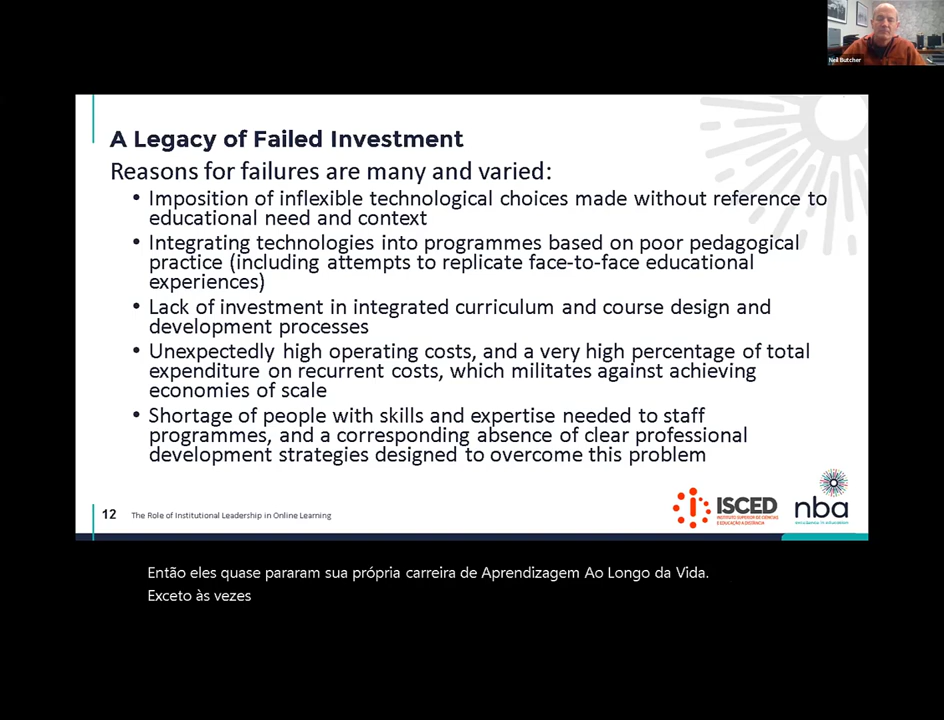 Neil Butcher
A Legacy of Failed Investment
Reasons for failures are many and varied:
• Imposition of inflexible technological choices made without reference to
educational need and context
• Integrating technologies into programmes based on poor pedagogical
practice (including attempts to replicate face-to-face educational
experiences)
• Lack of investment in integrated curriculum and course design and
development processes
• Unexpectedly high operating costs, and a very high percentage of total
expenditure on recurrent costs, which militates against achieving
economies of scale
• Shortage of people with skills and expertise needed to staff
programmes, and a corresponding absence of clear professional
development strategies designed to overcome this problem
12 The Role of Institutional Leadership in Online Learning
ISCED
INSTITUTO SUPERIOR DE CIÊNCIAS
E EDUCAÇÃO A DISTÂNCIA
nba
Então eles quase pararam sua própria carreira de Aprendizagem Ao Longo da Vida.
Exceto às vezes